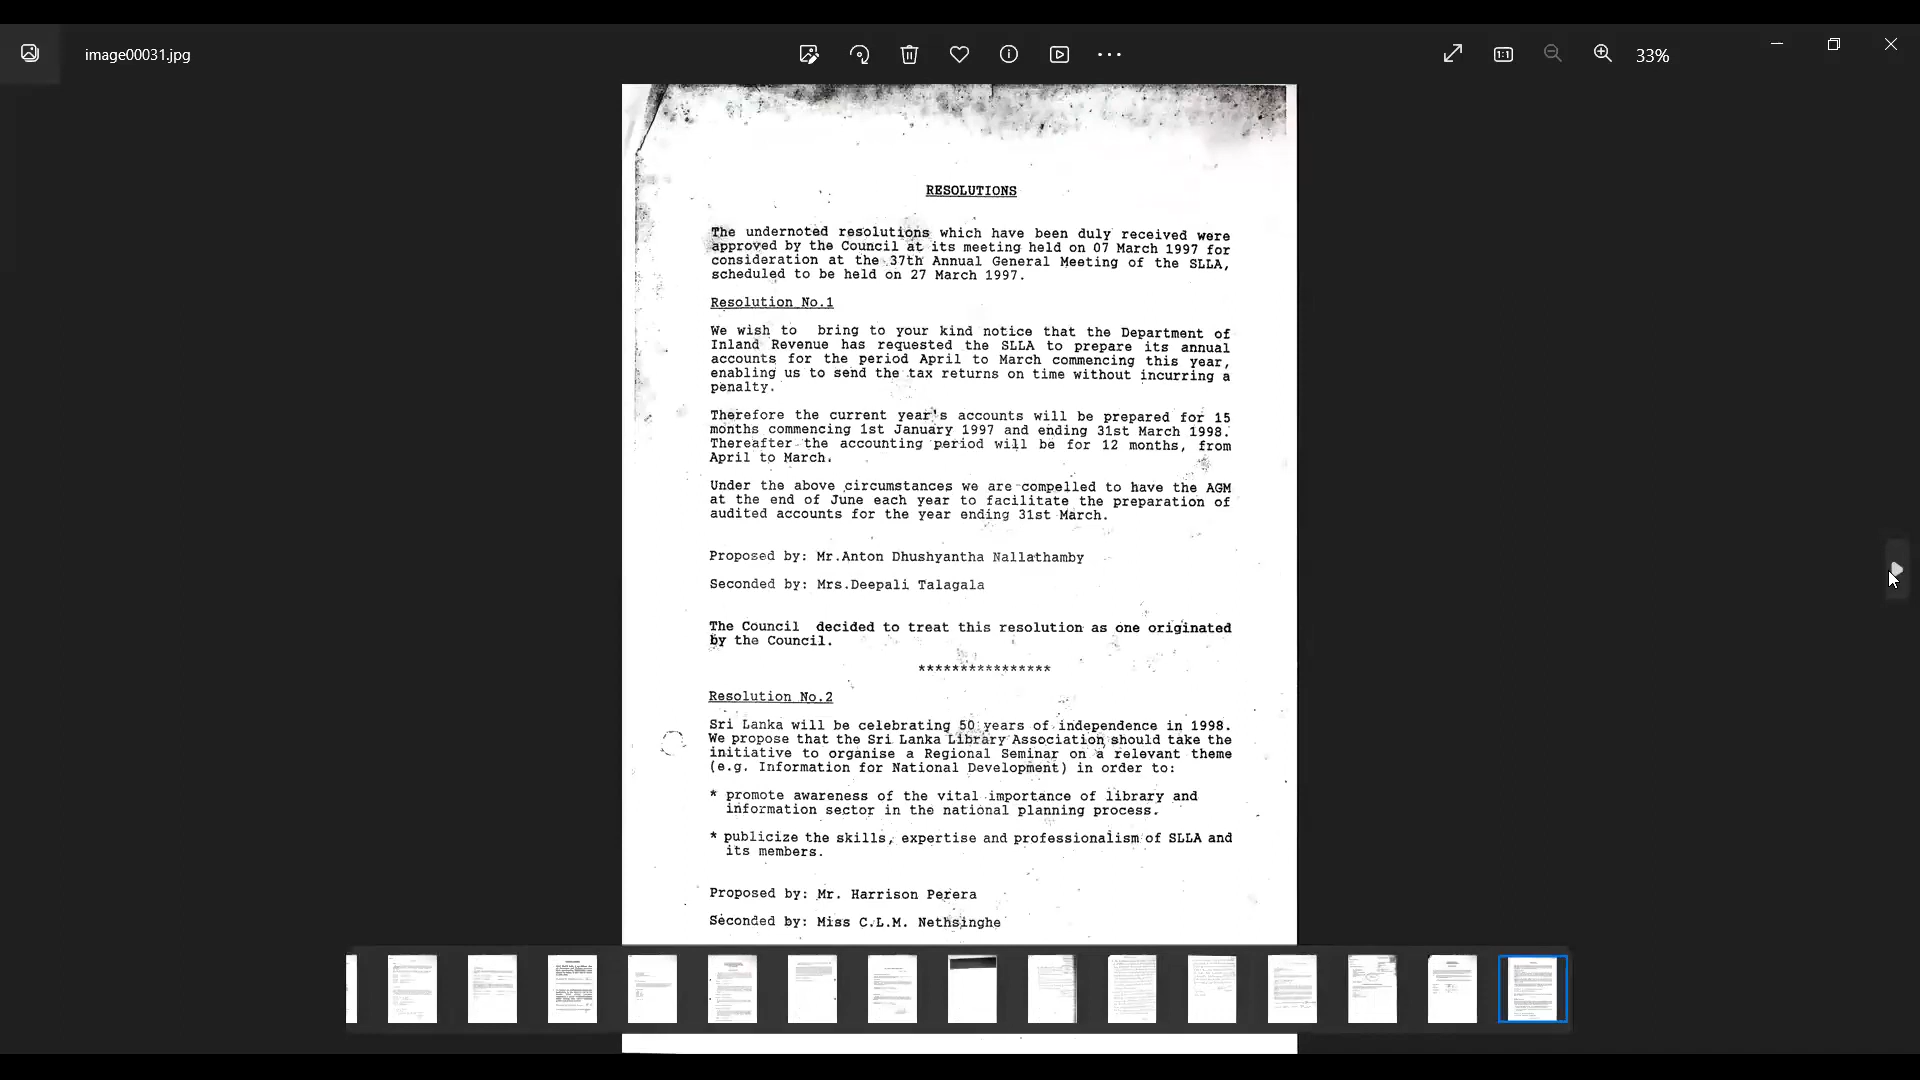 image00031.jpg
33%
RESOLUTIONS
The undernoted resolutions which have been duly received were
approved by the Council at its meeting held on 07 March 1997 for
consideration at the 37th Annual General Meeting of the SLLA,
scheduled to be held on 27 March 1997.
Resolution No.1
We wish to bring to your kind notice that the Department of
Inland Revenue has requested the SLLA to prepare its annual
accounts for the period April to March commencing this year,
enabling us to send the tax returns on time without incurring a
penalty.
Therefore the current year's accounts will be prepared for 15
months commencing 1st January 1997 and ending 31st March 1998.
Thereafter the accounting period will be for 12 months, from
April to March.
Under the above circumstances we are compelled to have the AGM
at the end of June each year to facilitate the preparation of
audited accounts for the year ending 31st March.
Proposed by: Mr.Anton Dhushyantha Nallathamby
Seconded by: Mrs.Deepali Talagala
The Council decided to treat this resolution as one originated
by the Council.
****************
Resolution No.2
Sri Lanka will be celebrating 50 years of independence in 1998.
We propose that the Sri Lanka Library Association should take the
initiative to organise a Regional Seminar on a relevant theme
(e.g. Information for National Development) in order to:
* promote awareness of the vital importance of library and
information sector in the national planning process.
* publicize the skills, expertise and professionalism of SLLA and
its members.
Proposed by: Mr. Harrison Perera
Seconded by: Miss C.L.M. Nethsinghe